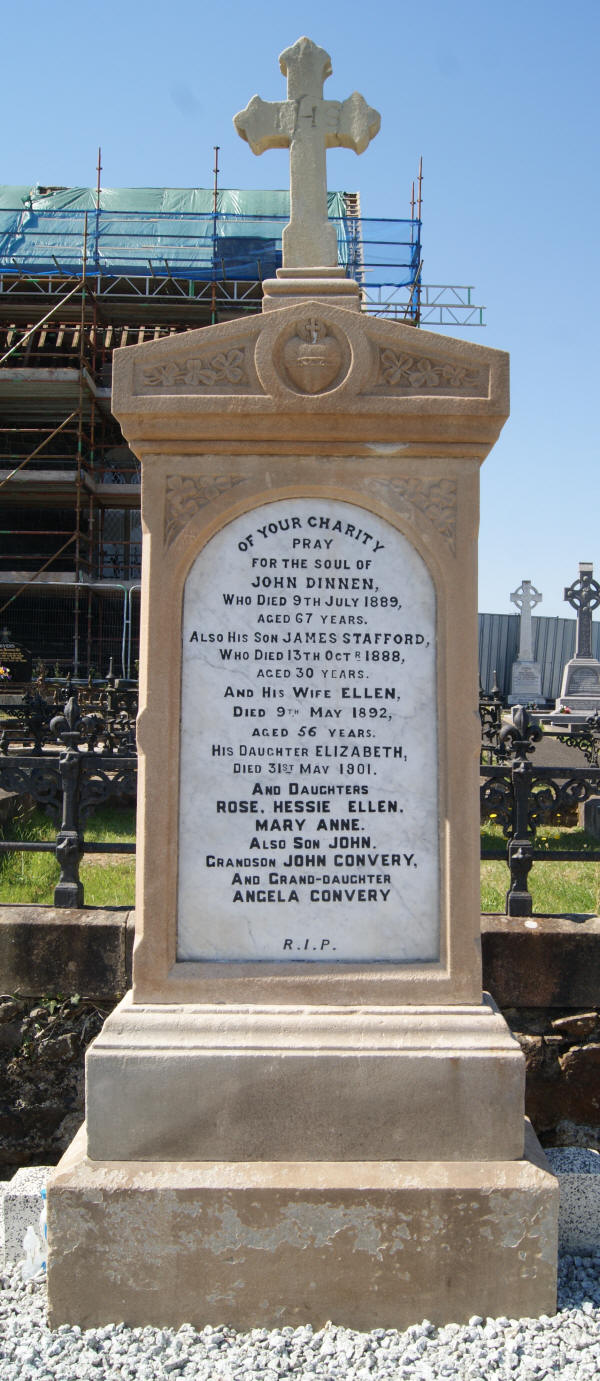 IHS
OF YOUR CHARITY
PRAY
FOR THE SOUL OF
JOHN DINNEN,
WHO DIED 9TH JULY 1889,
AGED 67 YEARS.
ALSO HIS SON JAMES STAFFORD,
WHO DIED 13TH OCTR 1888,
AGED 30 YEARS.
AND HIS WIFE ELLEN,
DIED 9TH MAY 1892,
AGED 56 YEARS.
HIS DAUGHTER ELIZABETH,
DIED 31ST MAY 1901.
AND DAUGHTERS
ROSE. HESSIE ELLEN.
MARY ANNE.
ALSO SON JOHN.
GRANDSON JOHN CONVERY,
AND GRAND-DAUGHTER
ANGELA CONVERY
R.I.P.